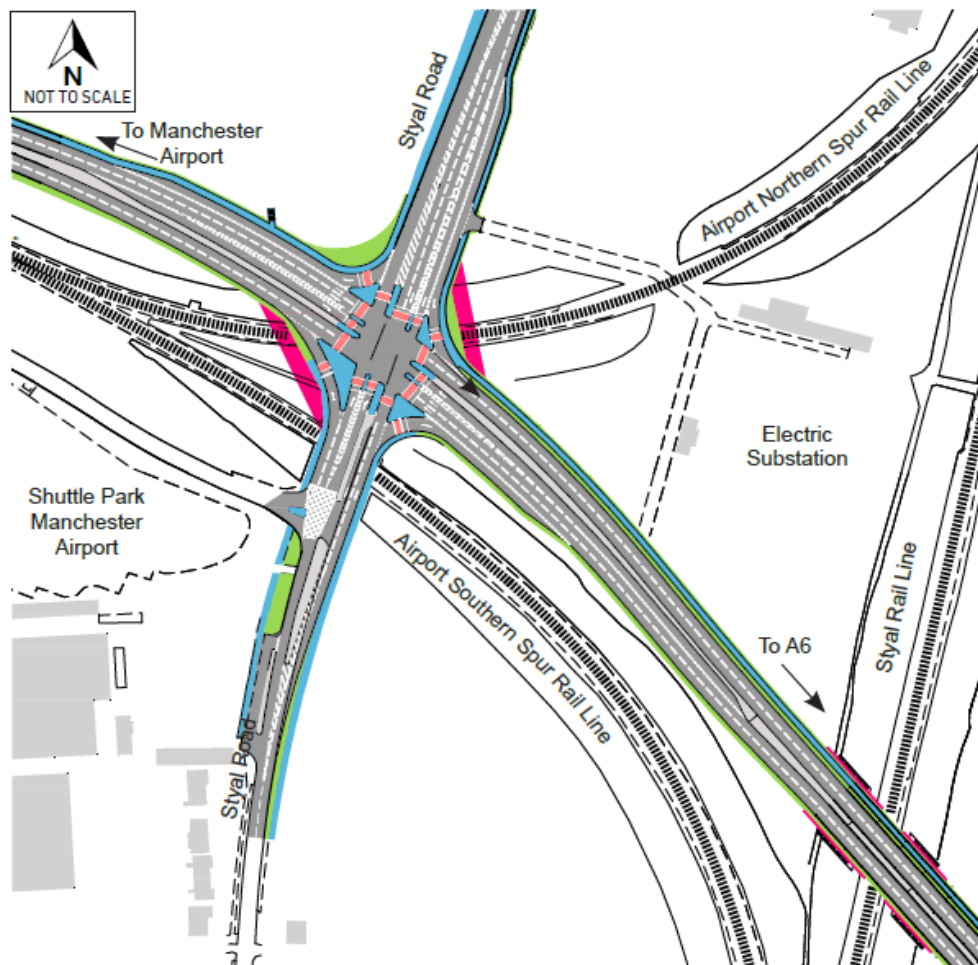 N
NOT TO SCALE
To Manchester
Airport
Styal Road
Airport Northern Spur Rail Line
Electric
Substation
Shuttle Park
Manchester
Airport
Airport Southern Spur Rail Line
Styal Rail Line
To A6
Styal Road